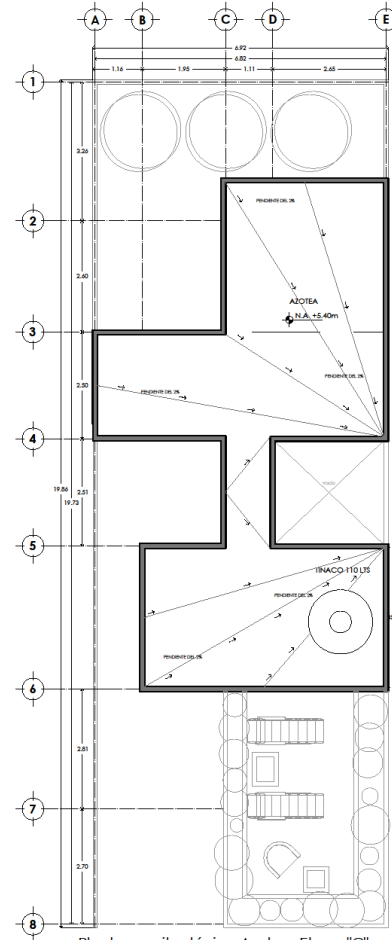 A B C D E
6.92
6.82
1.16 1.95 1.11 2.65
1
3.26
PENDIENTE DEL 2%
2
2.60
AZOTEA
N.A. +5.40m
3
PENDIENTE DEL 2%
2.50
PENDIENTE DEL 2%
4
19.86
19.73
2.51
VACIO
5
TINACO 110 LTS
PENDIENTE DEL 2%
PENDIENTE DEL 2%
6
2.81
7
2.70
8